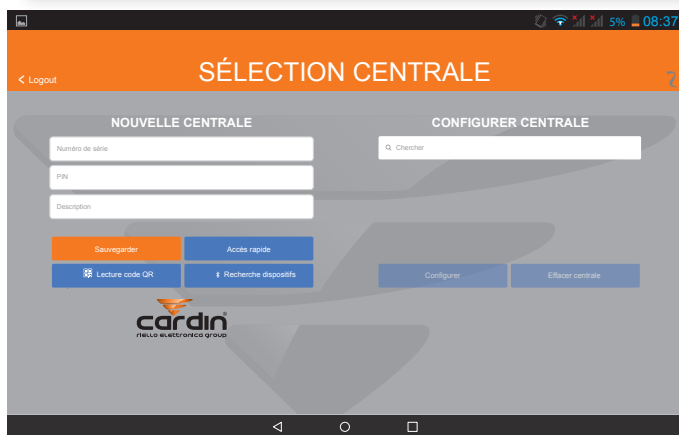 5% 08:37
Logout
SÉLECTION CENTRALE
NOUVELLE CENTRALE
Numéro de série
PIN
Description
Sauvegarder
Accès rapide
Lecture code QR
Recherche dispositifs
cardin
riello elettronica group
CONFIGURER CENTRALE
Chercher
Configurer
Effacer centrale